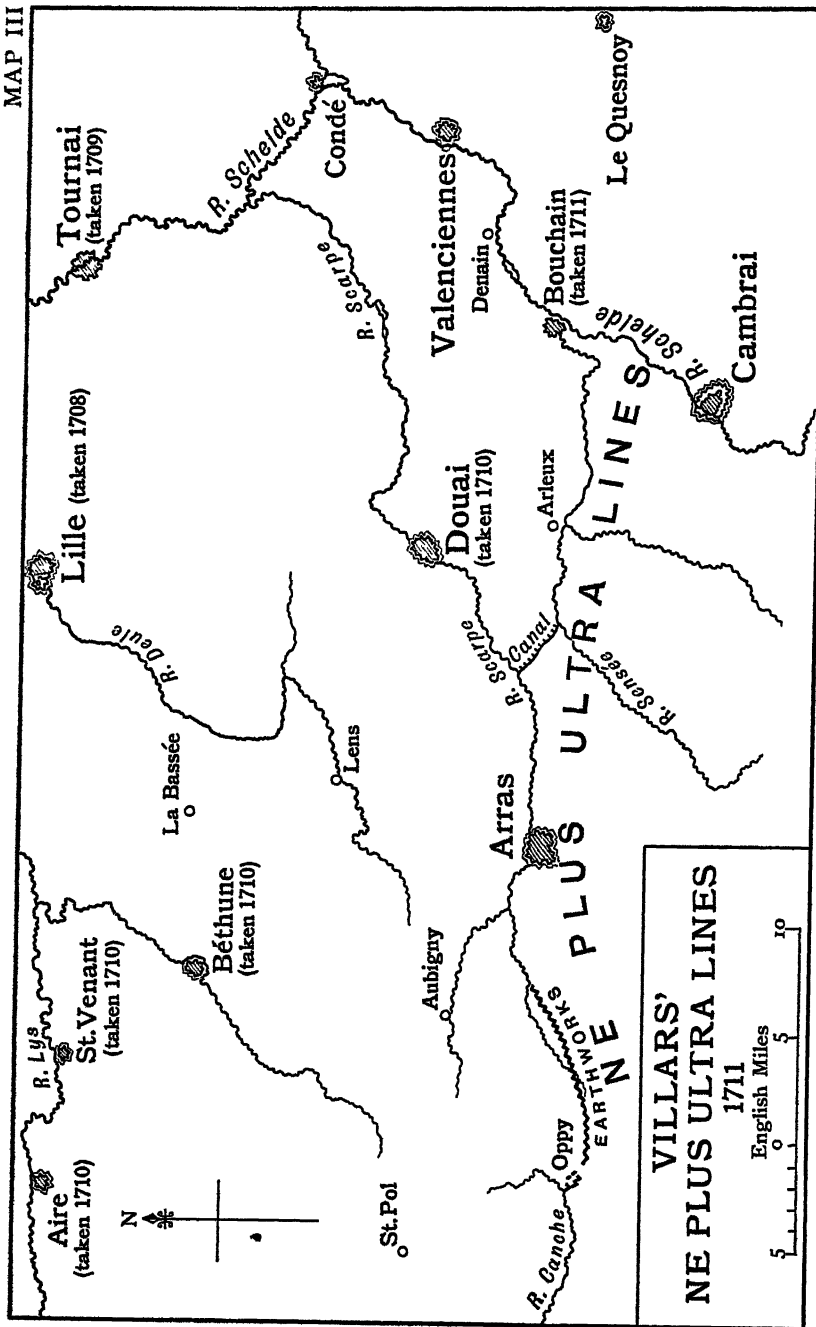 MAP III
Tournai
(taken 1709)
R. Schelde
Condé
Le Quesnoy
Valenciennes
Denain
Bouchain
(taken 1711)
R. Schelde
Cambrai
R. Scarpe
Lille (taken 1708)
R. Deule
Douai
(taken 1710)
Arleux
R. Scarpe
Canal
R. Sensée
La Bassée
Lens
Arras
Aubigny
NE PLUS ULTRA LINES
EARTHWORKS
R. Lys
St. Venant
(taken 1710)
Béthune
(taken 1710)
Aire
(taken 1710)
N
St. Pol
Oppy
R. Canche
VILLARS'
NE PLUS ULTRA LINES
1711
English Miles
5 0 5 10